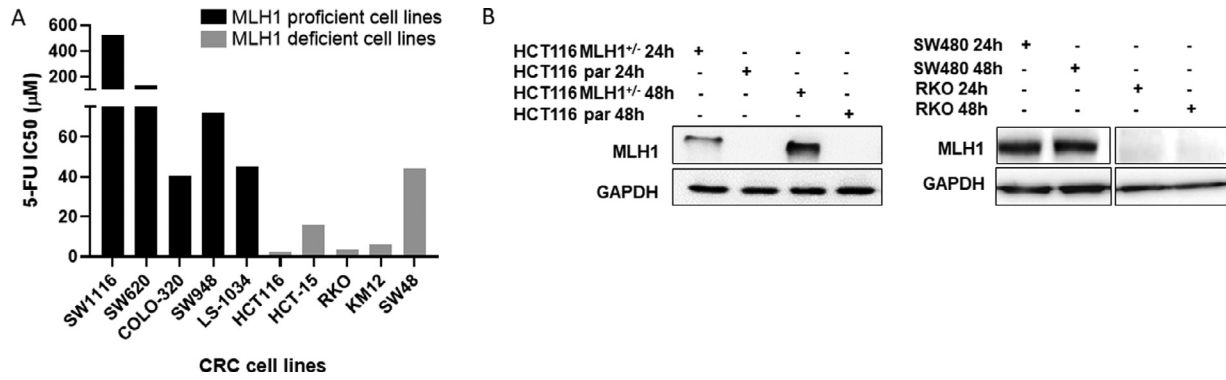 A
MLH1 proficient cell lines
MLH1 deficient cell lines
5-FU IC50 (µM)
600
400
200
60
40
20
0
SW1116
SW620
COLO-320
SW948
LS-1034
HCT116
HCT-15
RKO
KM12
SW48
CRC cell lines
B
HCT116 MLH1+/- 24h + - - -
HCT116 par 24h - + - -
HCT116 MLH1+/- 48h - - + -
HCT116 par 48h - - - +
MLH1
GAPDH
SW480 24h + - - -
SW480 48h - + - -
RKO 24h - - + -
RKO 48h - - - +
MLH1
GAPDH